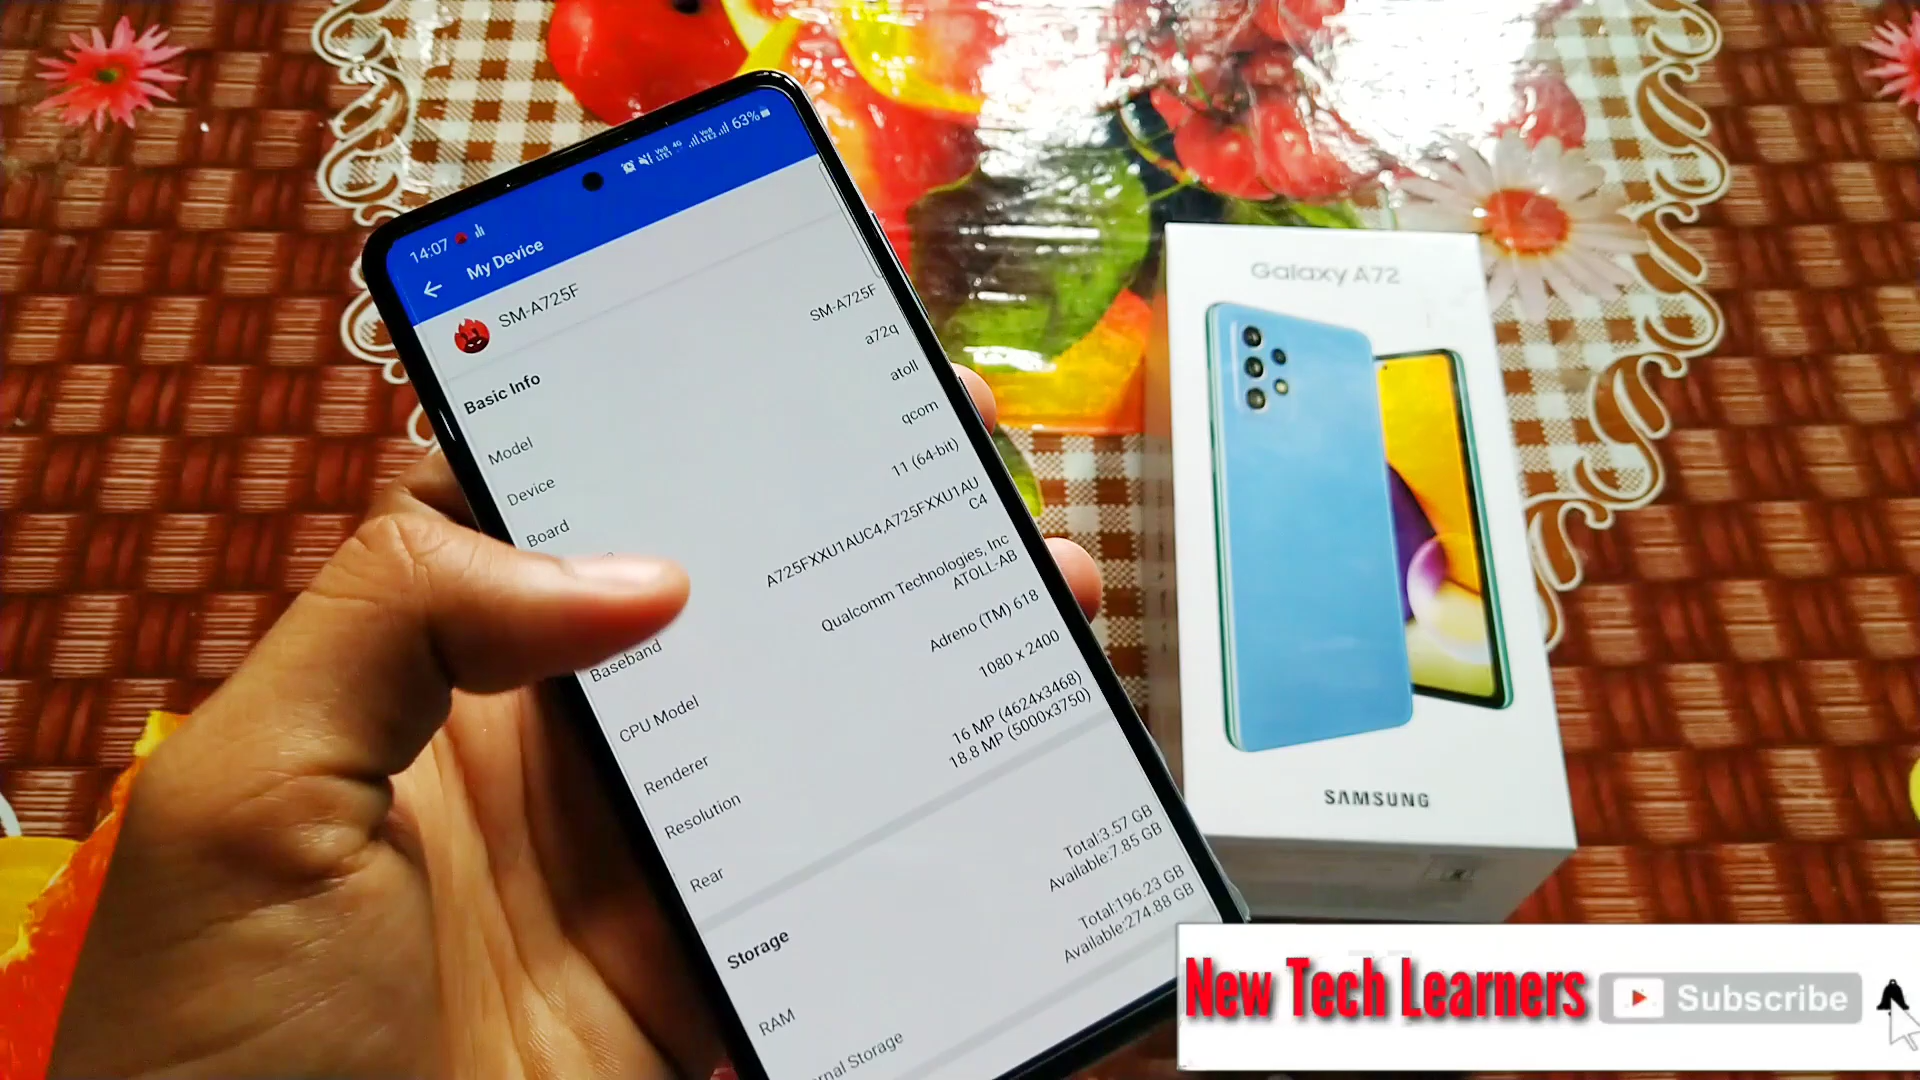 14:07
63%
My Device
SM-A725F
Basic Info
Model SM-A725F
Device a72q
Board atoll
qcom
11 (64-bit)
Baseband A725FXXU1AUC4,A725FXXU1AU
C4
CPU Model Qualcomm Technologies, Inc
ATOLL-AB
Renderer Adreno (TM) 618
Resolution 1080 x 2400
Rear 16 MP (4624x3468)
18.8 MP (5000x3750)
Storage
RAM Total:3.57 GB
Available:7.85 GB
rnal Storage Total:196.23 GB
Available:274.88 GB
Galaxy A72
SAMSUNG
New Tech Learners
Subscribe